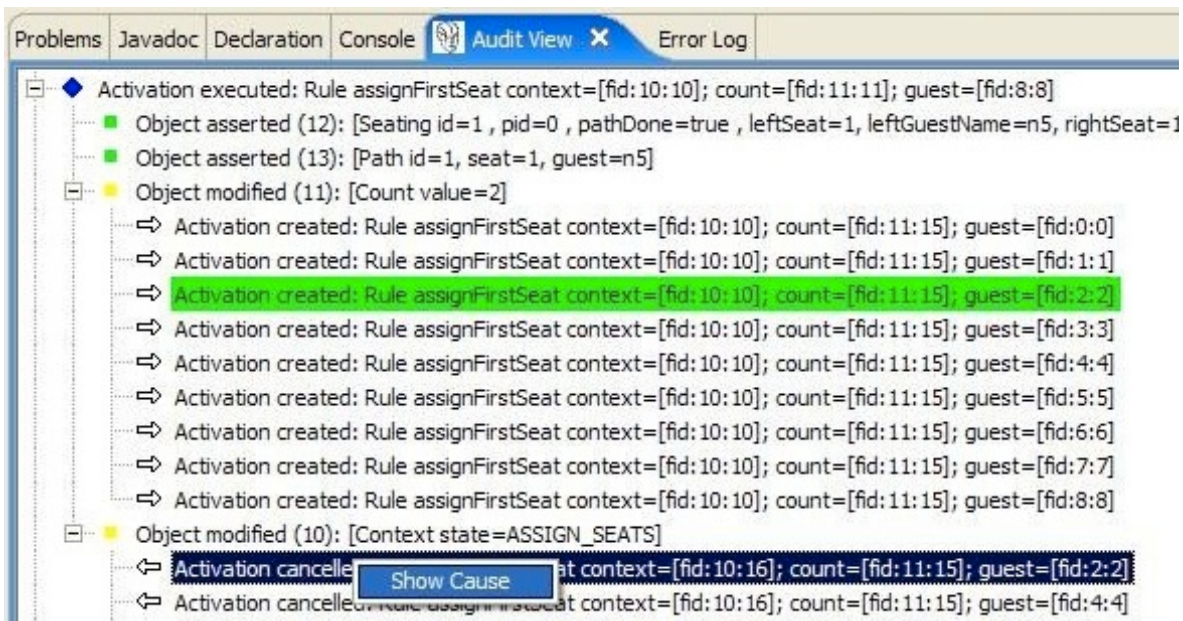 Problems Javadoc Declaration Console Audit View Error Log
Activation executed: Rule assignFirstSeat context=[fid:10:10]; count=[fid:11:11]; guest=[fid:8:8]
Object asserted (12): [Seating id=1 , pid=0 , pathDone=true , leftSeat=1, leftGuestName=n5, rightSeat=1
Object asserted (13): [Path id=1, seat=1, guest=n5]
Object modified (11): [Count value=2]
Activation created: Rule assignFirstSeat context=[fid:10:10]; count=[fid:11:15]; guest=[fid:0:0]
Activation created: Rule assignFirstSeat context=[fid:10:10]; count=[fid:11:15]; guest=[fid:1:1]
Activation created: Rule assignFirstSeat context=[fid:10:10]; count=[fid:11:15]; guest=[fid:2:2]
Activation created: Rule assignFirstSeat context=[fid:10:10]; count=[fid:11:15]; guest=[fid:3:3]
Activation created: Rule assignFirstSeat context=[fid:10:10]; count=[fid:11:15]; guest=[fid:4:4]
Activation created: Rule assignFirstSeat context=[fid:10:10]; count=[fid:11:15]; guest=[fid:5:5]
Activation created: Rule assignFirstSeat context=[fid:10:10]; count=[fid:11:15]; guest=[fid:6:6]
Activation created: Rule assignFirstSeat context=[fid:10:10]; count=[fid:11:15]; guest=[fid:7:7]
Activation created: Rule assignFirstSeat context=[fid:10:10]; count=[fid:11:15]; guest=[fid:8:8]
Object modified (10): [Context state=ASSIGN_SEATS]
Activation cancelle Show Cause at context=[fid:10:16]; count=[fid:11:15]; guest=[fid:2:2]
Activation cancelled: Rule assignFirstSeat context=[fid:10:16]; count=[fid:11:15]; guest=[fid:4:4]